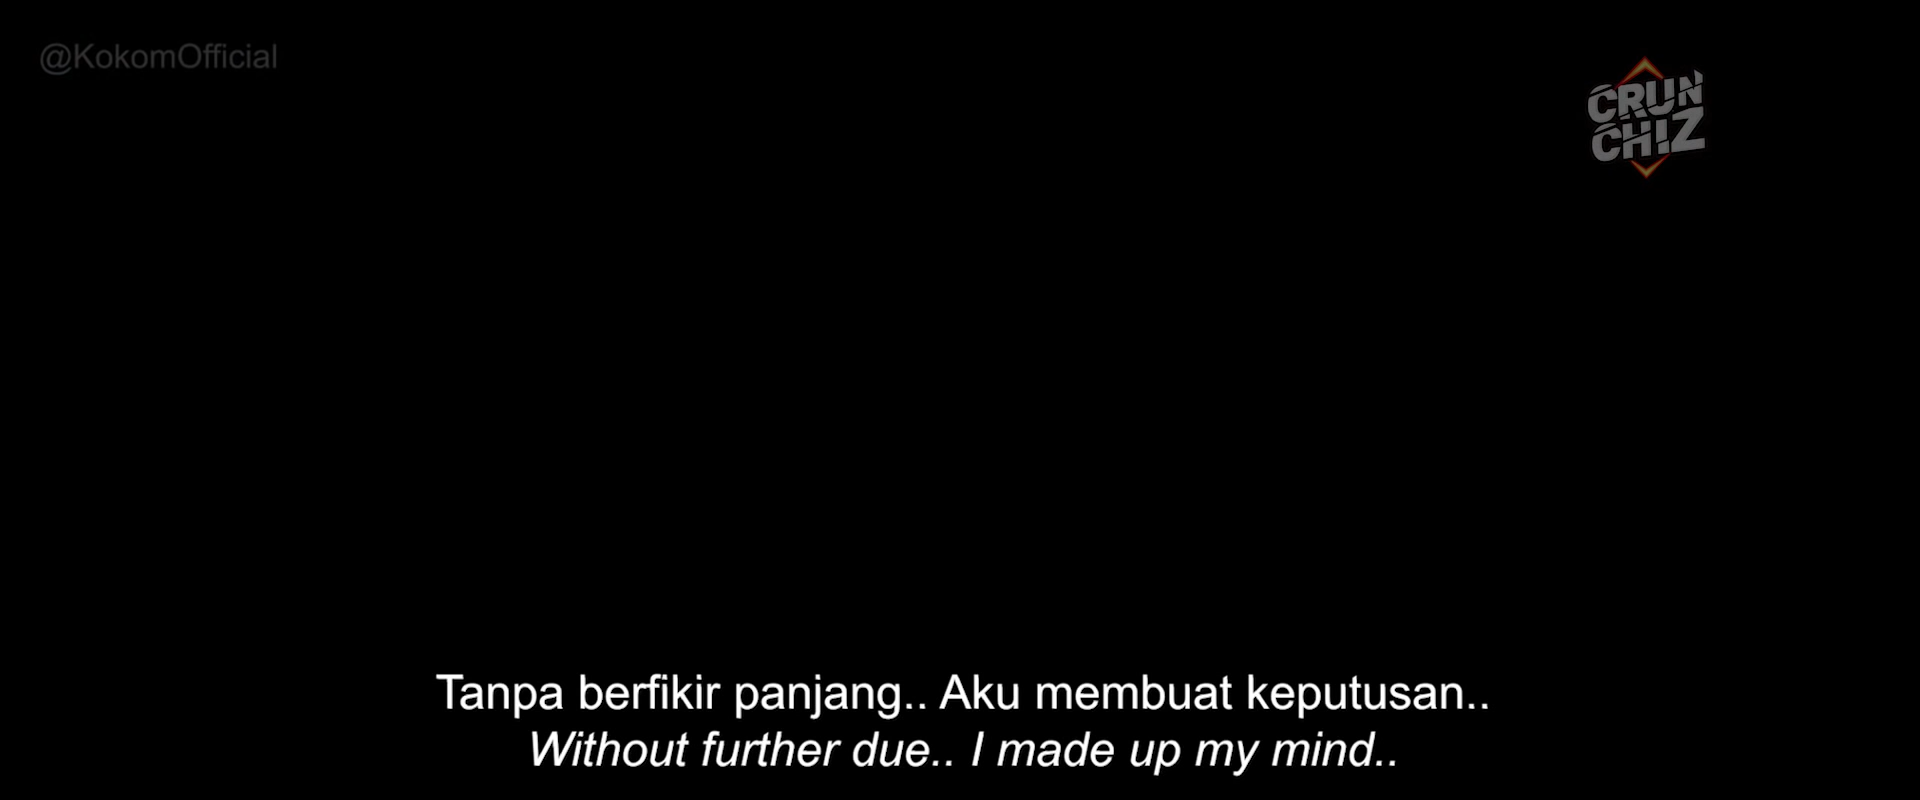 @KokomOfficial
CRUN
CHIZ
Tanpa berfikir panjang.. Aku membuat keputusan..
Without further due.. I made up my mind..